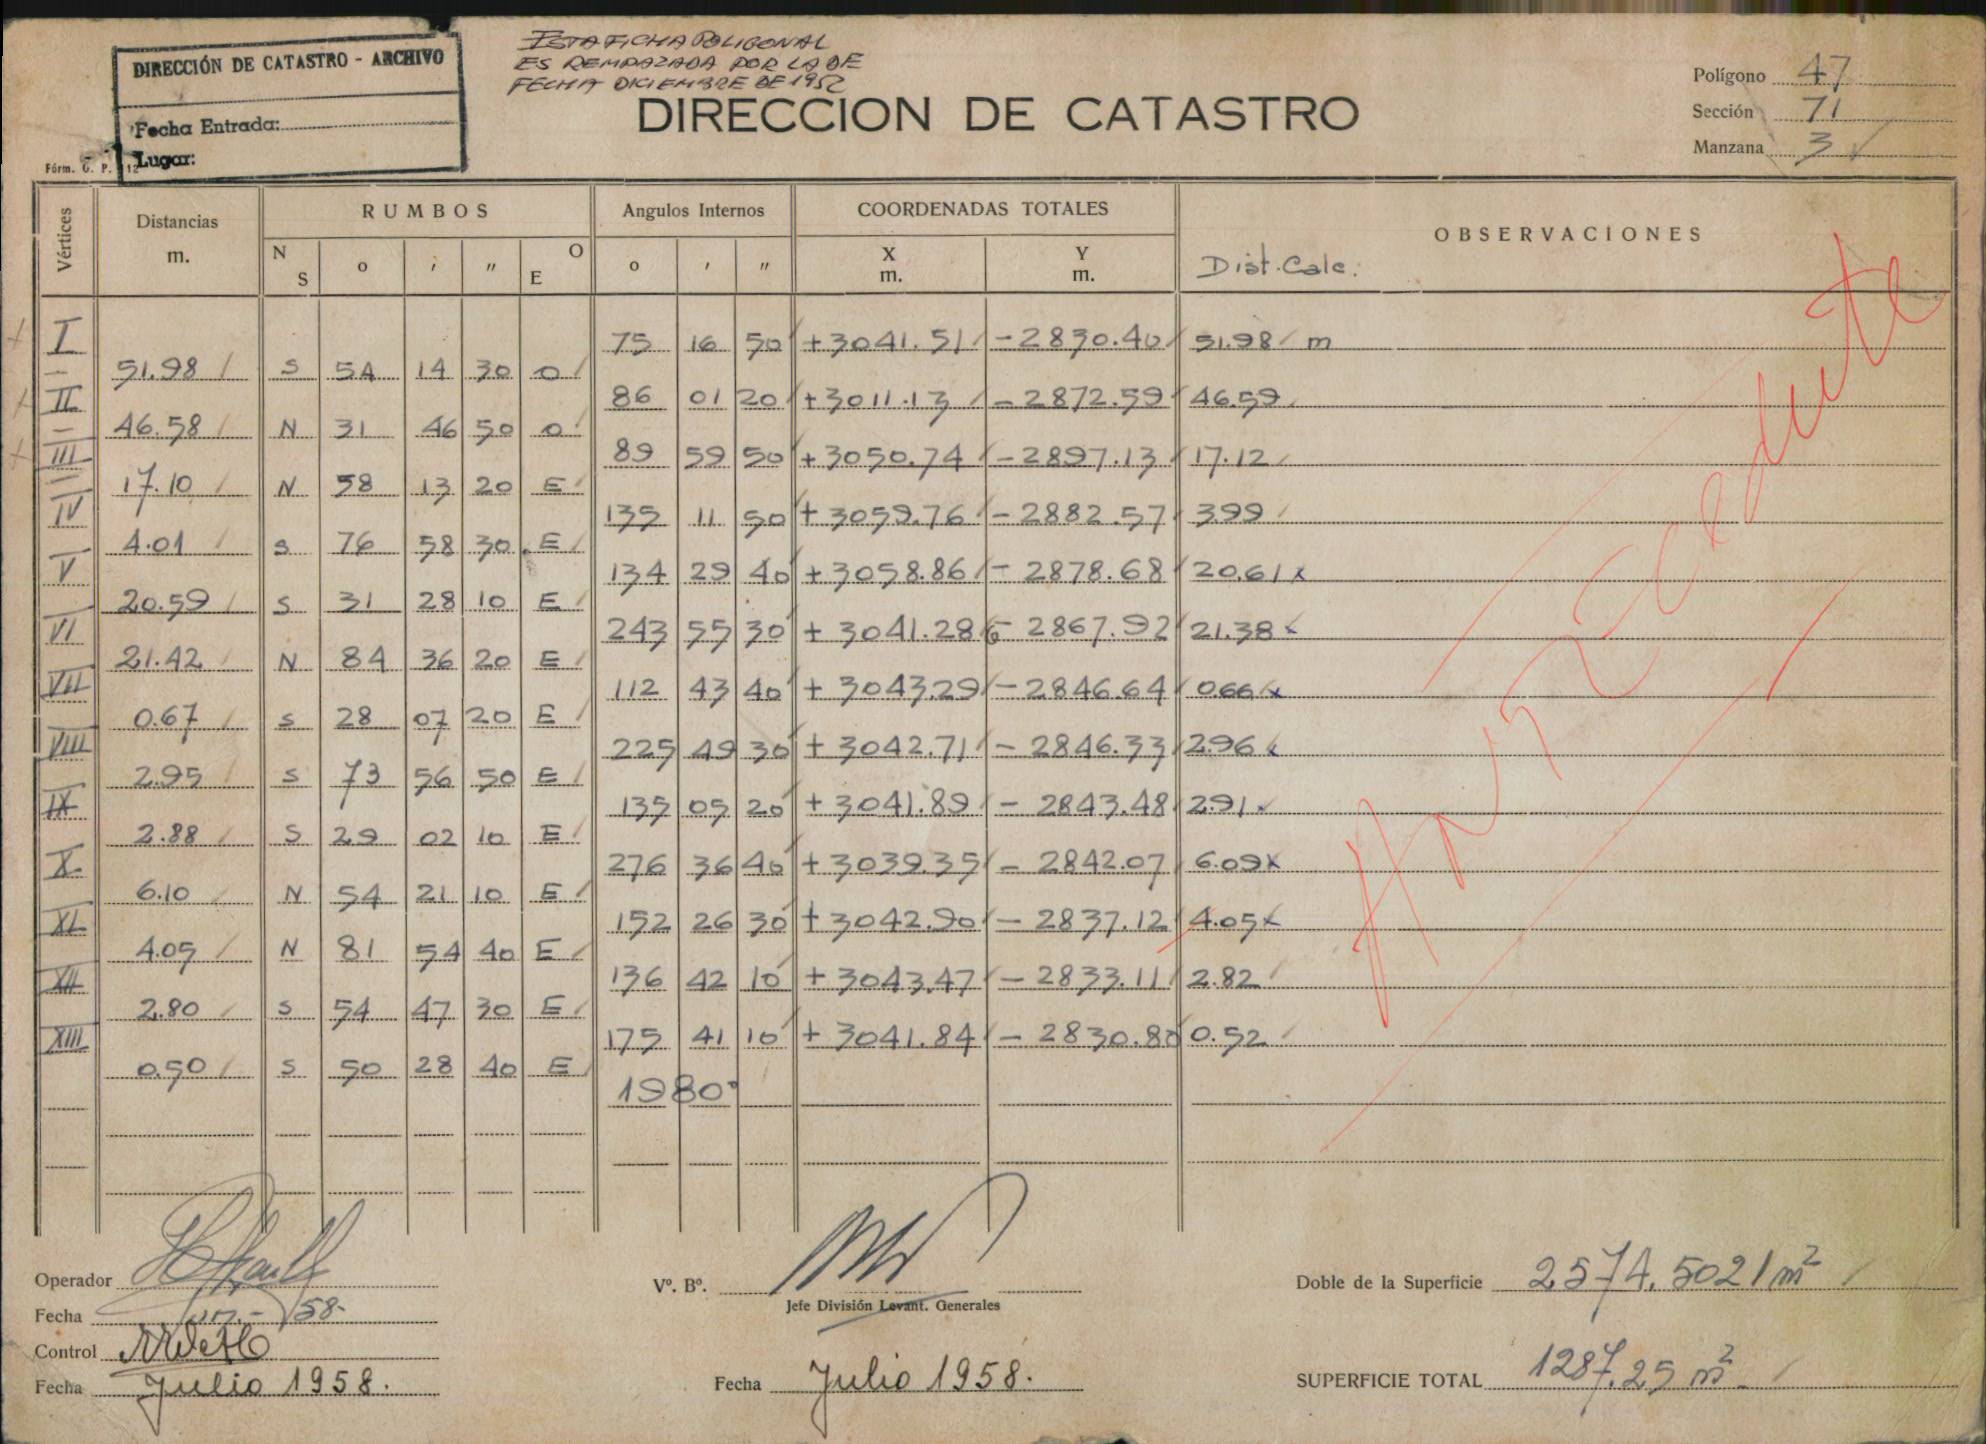 ESTA FICHA POLIGONAL
ES REMPAZADA POR LA DE
FECHA DICIEMBRE DE 1952
DIRECCIÓN DE CATASTRO - ARCHIVO
Fecha Entrada:
Lugar:
Fórm. C. P. 112
DIRECCION DE CATASTRO
Polígono 47
Sección 71
Manzana 3
Vértices Distancias m. RUMBOS Angulos Internos COORDENADAS TOTALES OBSERVACIONES
N S o , " O E o , " X m. Y m. Dist. Calc.
I 75 16 50 +3041.51 -2830.40 51.98 m
51.98 S 54 14 30 O
II 86 01 20 +3011.13 -2872.59 46.59
46.58 N 31 46 50 O
III 89 59 50 +3050.74 -2897.13 17.12
17.10 N 58 13 20 E
IV 135 11 50 +3059.76 -2882.57 3.99
4.01 S 76 58 30 E
V 134 29 40 +3058.86 -2878.68 20.61 x
20.59 S 31 28 10 E
VI 243 55 30 +3041.28 -2867.92 21.38 x
21.42 N 84 36 20 E
VII 112 43 40 +3043.29 -2846.64 0.66 x
0.67 S 28 07 20 E
VIII 225 49 30 +3042.71 -2846.33 2.96 x
2.95 S 73 56 50 E
IX 135 05 20 +3041.89 -2843.48 2.91 x
2.88 S 29 02 10 E
X 276 36 40 +3039.35 -2842.07 6.09 x
6.10 N 54 21 10 E
XI 152 26 30 +3042.90 -2837.12 4.05 x
4.05 N 81 54 40 E
XII 136 42 10 +3043.47 -2833.11 2.82
2.80 S 54 47 30 E
XIII 175 41 10 +3041.84 -2830.80 0.52
0.50 S 50 28 40 E
1980°
Antecedente
Operador
Fecha
Control
Fecha Julio 1958.
Vº. Bº.
Jefe División Levant. Generales
Fecha Julio 1958.
Doble de la Superficie 2574.5021 m²
SUPERFICIE TOTAL 1287.25 m²